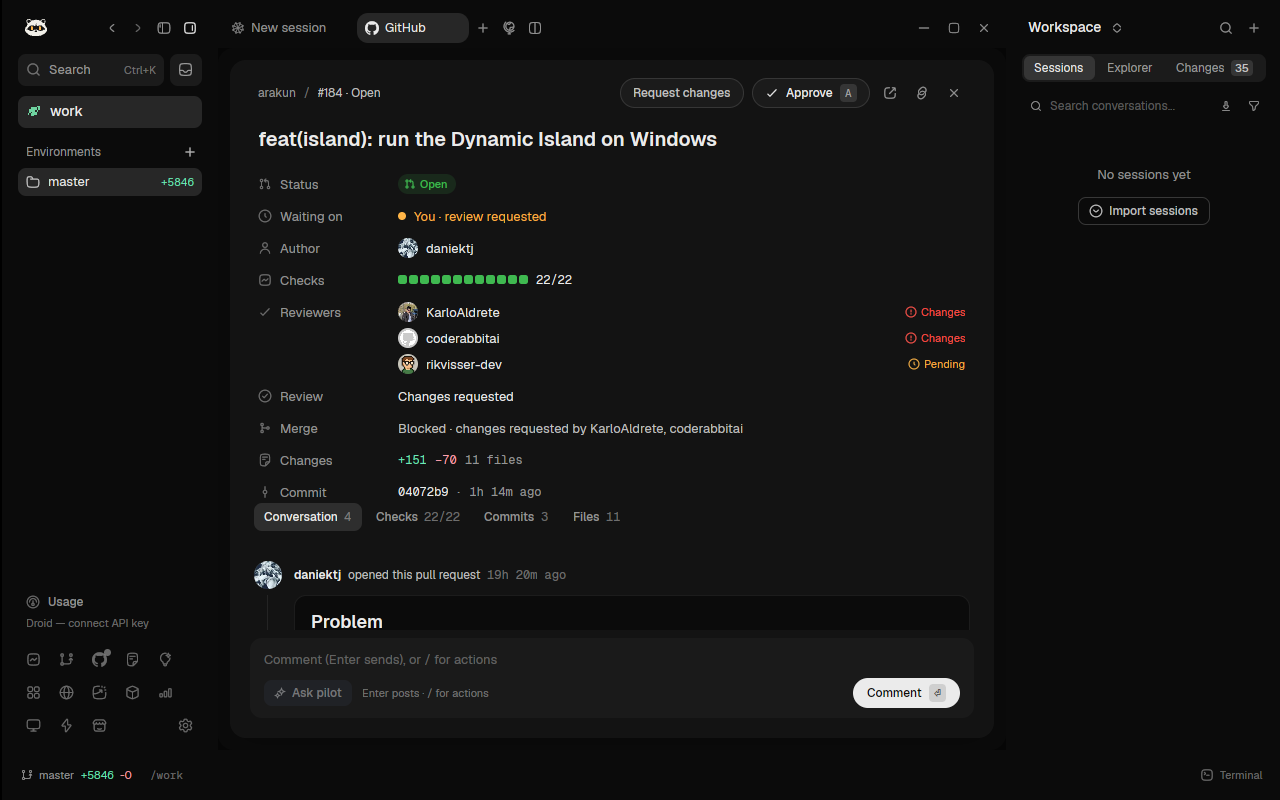 New session
GitHub
Workspace
Search Ctrl+K
work
Environments
master +5846
Usage
Droid — connect API key
master +5846 -0 /work
arakun / #184 · Open
Request changes
Approve A
feat(island): run the Dynamic Island on Windows
Status Open
Waiting on You · review requested
Author daniektj
Checks 22/22
Reviewers KarloAldrete Changes
coderabbitai Changes
rikvisser-dev Pending
Review Changes requested
Merge Blocked · changes requested by KarloAldrete, coderabbitai
Changes +151 −70 11 files
Commit 04072b9 · 1h 14m ago
Conversation 4 Checks 22/22 Commits 3 Files 11
daniektj opened this pull request 19h 20m ago
Problem
Comment (Enter sends), or / for actions
Ask pilot Enter posts · / for actions
Comment ⏎
Sessions Explorer Changes 35
Search conversations...
No sessions yet
Import sessions
Terminal